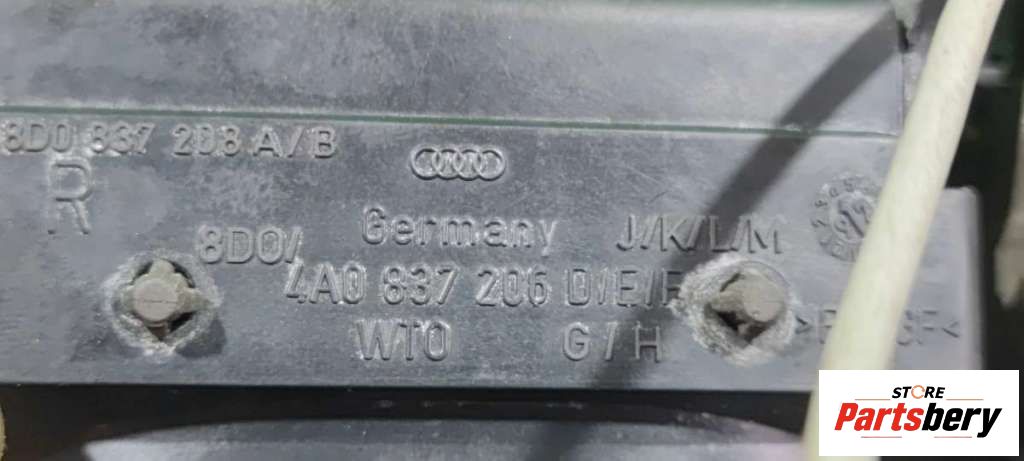 8D0 837 208 A/B
R
Germany J/K/L/M
8D0/
4A0 837 206 D/E/F
WTO G/H
STORE
Partsbery